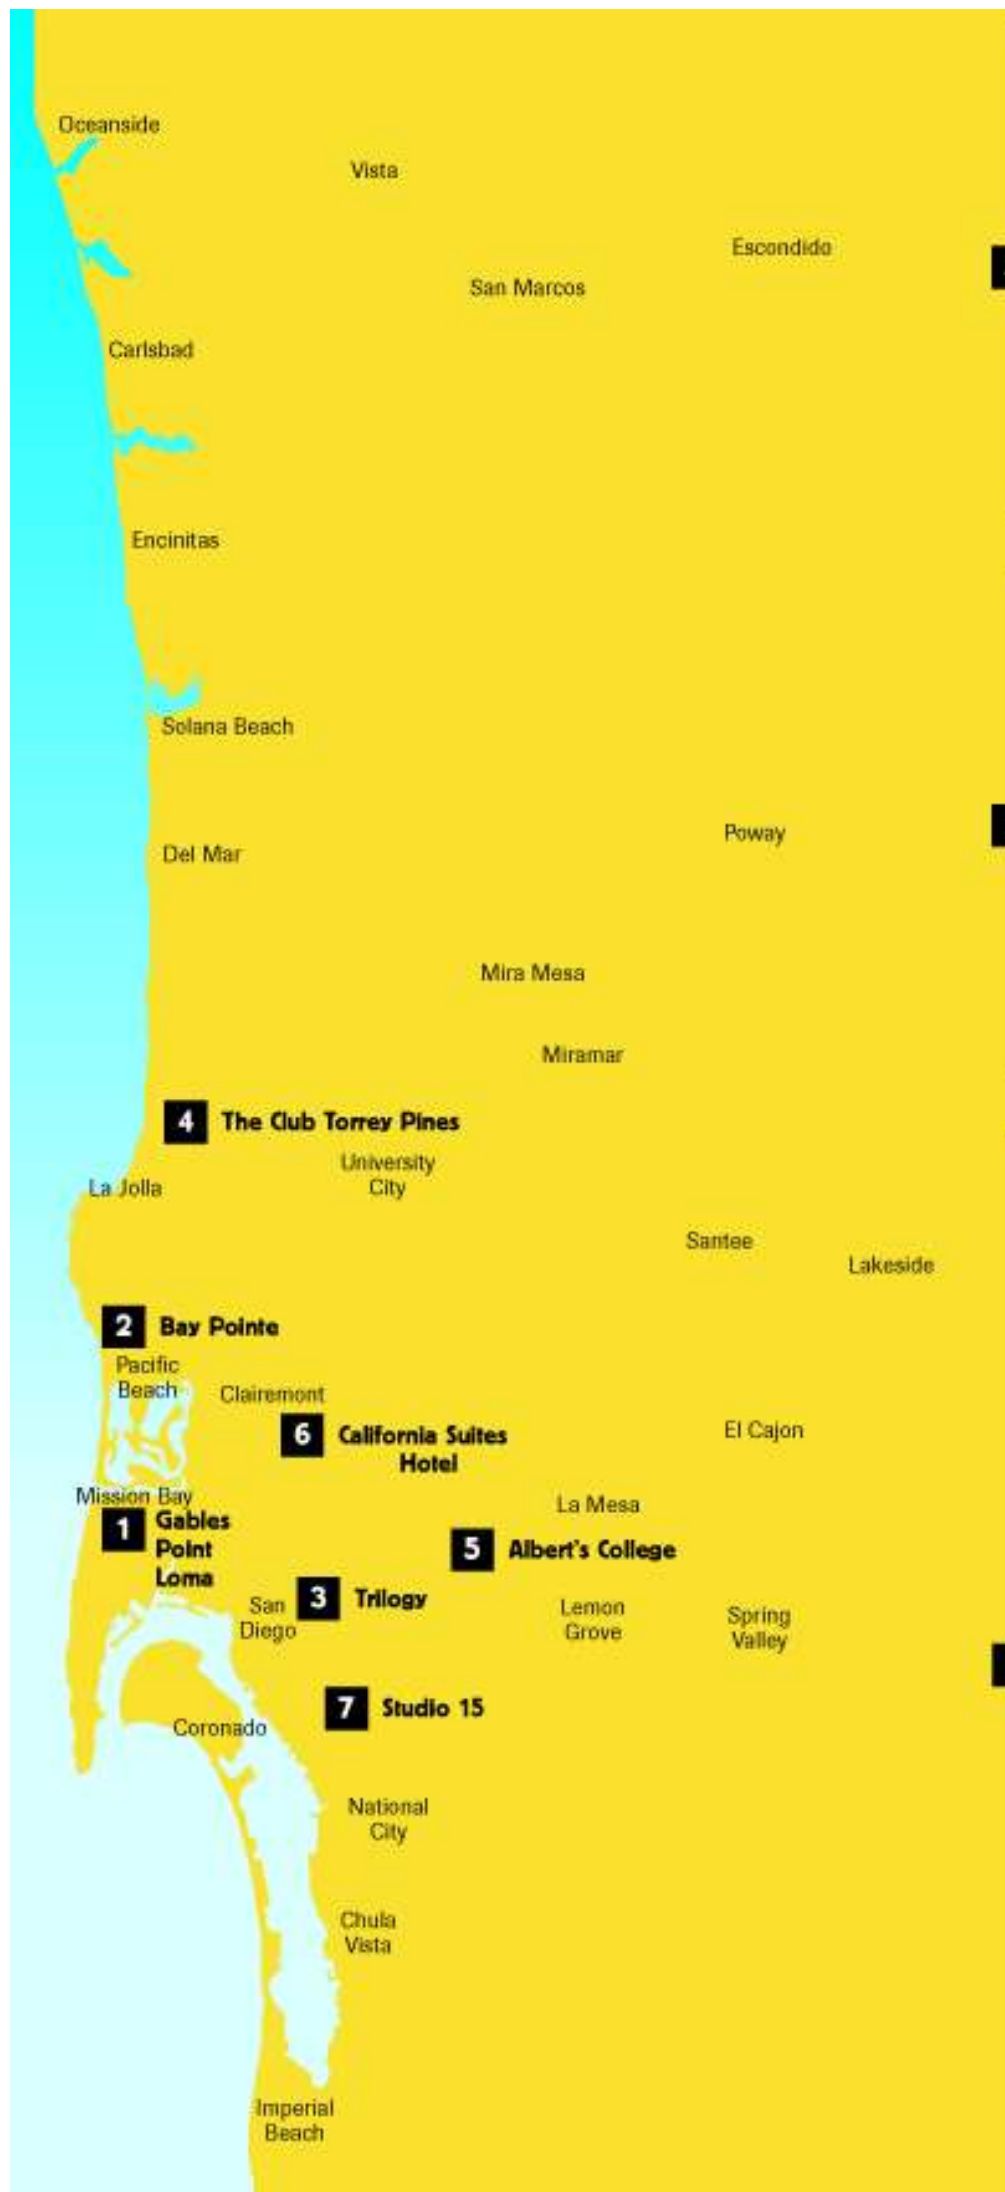 Oceanside
Vista
Escondido
San Marcos
Carlsbad
Encinitas
Solana Beach
Poway
Del Mar
Mira Mesa
Miramar
4 The Club Torrey Pines
University
City
La Jolla
Santee
Lakeside
2 Bay Pointe
Pacific
Beach
Clairemont
6 California Suites
Hotel
El Cajon
Mission Bay
La Mesa
1 Gables
Point
Loma
5 Albert's College
3 Trilogy
San
Diego
Lemon
Grove
Spring
Valley
7 Studio 15
Coronado
National
City
Chula
Vista
Imperial
Beach